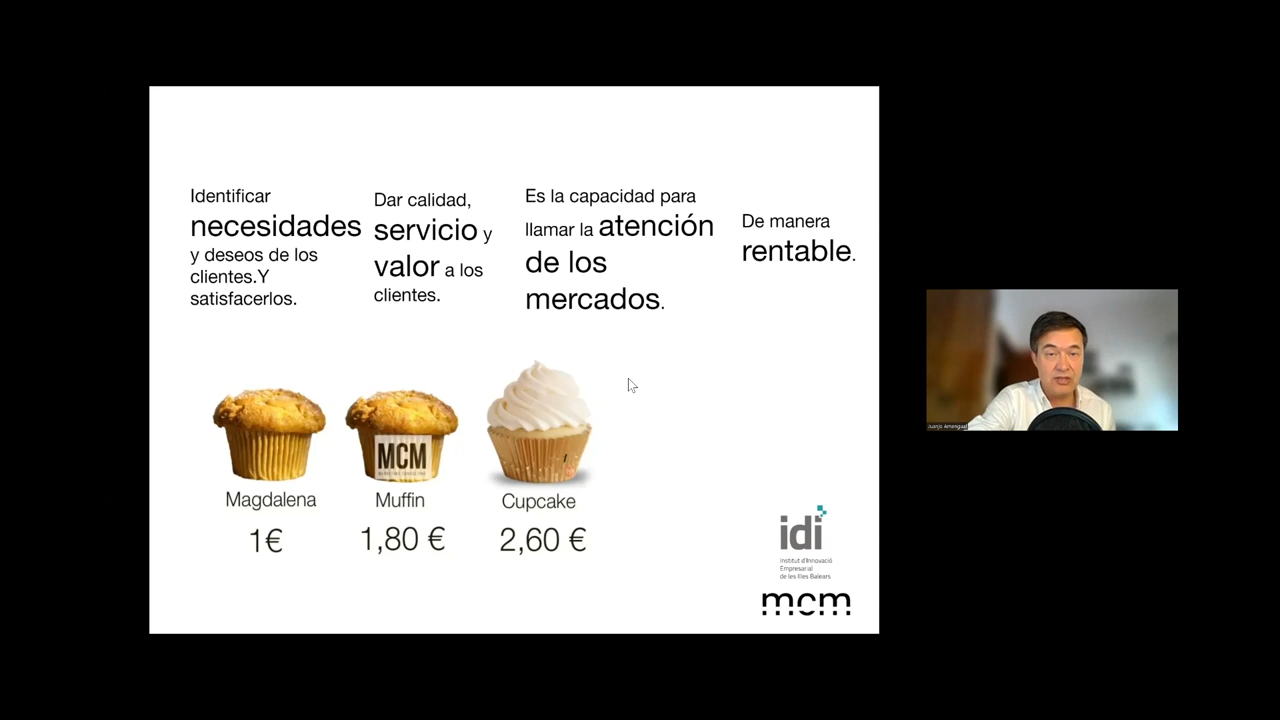 Identificar
necesidades
y deseos de los
clientes.Y
satisfacerlos.
Dar calidad,
servicio y
valor a los
clientes.
Es la capacidad para
llamar la atención
de los
mercados.
De manera
rentable.
MCM
Magdalena
Muffin
Cupcake
1€
1,80 €
2,60 €
idi
Institut d'Innovació
Empresarial
de les Illes Balears
mcm
Juanjo Amengual